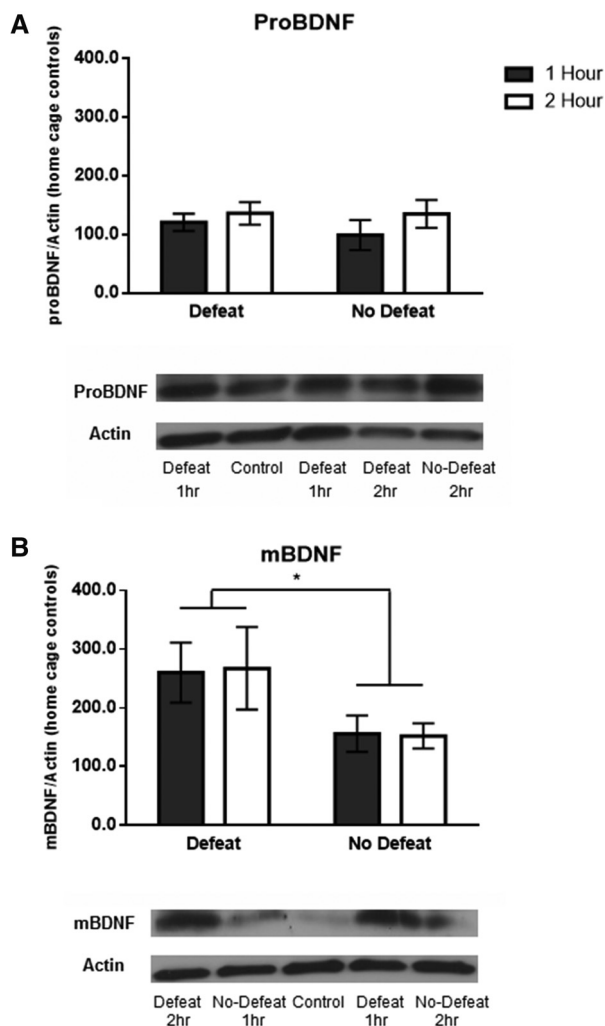 A
ProBDNF
1 Hour
2 Hour
proBDNF/Actin (home cage controls)
400.0
300.0
200.0
100.0
0.0
Defeat No Defeat
ProBDNF
Actin
Defeat Control Defeat Defeat No-Defeat
1hr 1hr 2hr 2hr
B
mBDNF
mBDNF/Actin (home cage controls)
400.0
300.0
200.0
100.0
0.0
*
Defeat No Defeat
mBDNF
Actin
Defeat No-Defeat Control Defeat No-Defeat
2hr 1hr 1hr 2hr